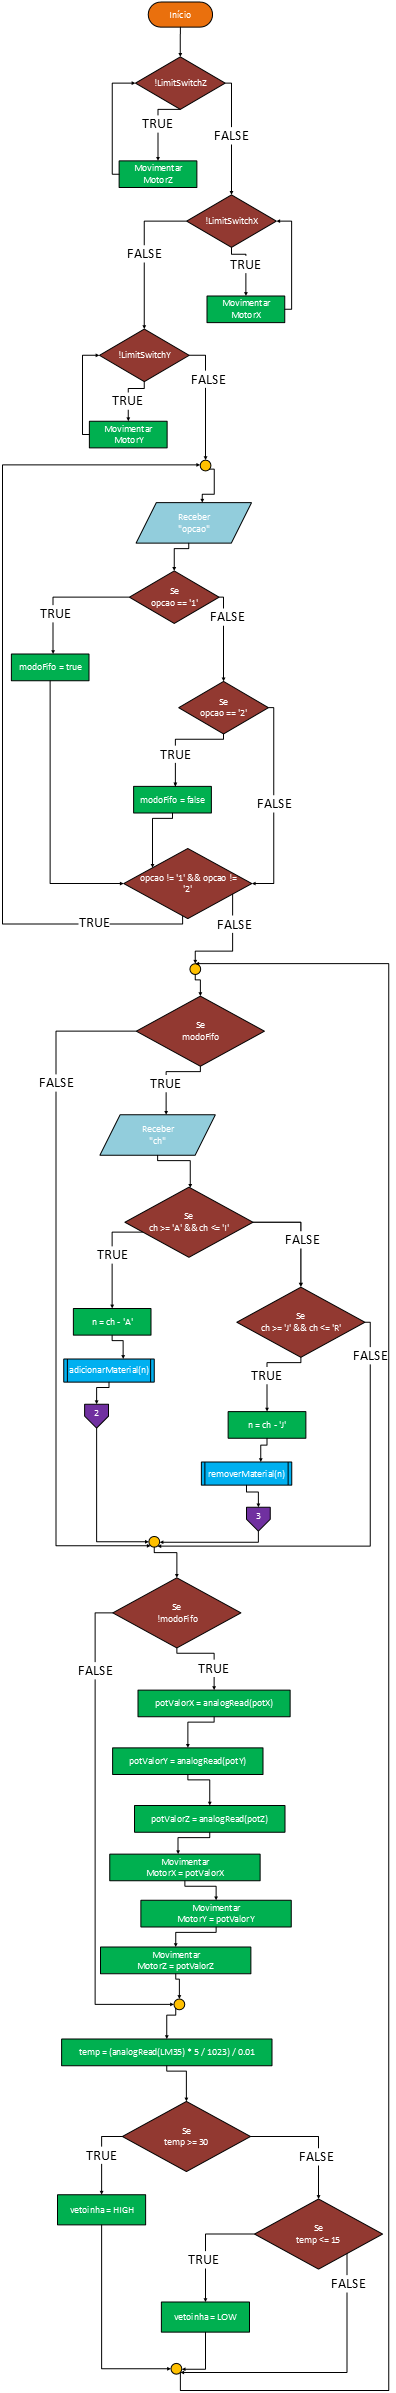 Início
!LimitSwitchZ
TRUE
FALSE
Movimentar
MotorZ
!LimitSwitchX
FALSE
TRUE
Movimentar
MotorX
!LimitSwitchY
FALSE
TRUE
Movimentar
MotorY
Receber
"opcao"
Se
opcao == '1'
TRUE
FALSE
modoFifo = true
Se
opcao == '2'
TRUE
modoFifo = false
FALSE
opcao != '1' && opcao !=
'2'
TRUE
FALSE
Se
modoFifo
FALSE
TRUE
Receber
"ch"
Se
ch >= 'A' && ch <= 'I'
TRUE
FALSE
n = ch - 'A'
Se
ch >= 'J' && ch <= 'R'
FALSE
adicionarMaterial(n)
TRUE
2
n = ch - 'J'
removerMaterial(n)
3
Se
!modoFifo
FALSE
TRUE
potValorX = analogRead(potX)
potValorY = analogRead(potY)
potValorZ = analogRead(potZ)
Movimentar
MotorX = potValorX
Movimentar
MotorY = potValorY
Movimentar
MotorZ = potValorZ
temp = (analogRead(LM35) * 5 / 1023) / 0.01
Se
temp >= 30
TRUE
FALSE
vetoinha = HIGH
Se
temp <= 15
TRUE
FALSE
vetoinha = LOW